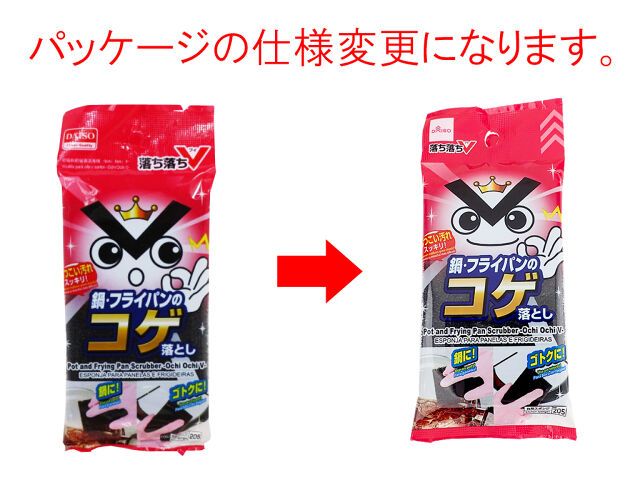 パッケージの仕様変更になります。
DAISO
落ち落ちV
つこい汚れ
スッキリ!
鍋・フライパンの
コゲ
落とし
Pot and Frying Pan Scrubber -Ochi Ochi V-
ESPONJA PARA PANELAS E FRIGIDEIRAS
鍋に!
ゴトクに!
DAISO
落ち落ちV
つこい汚れ
スッキリ!
鍋・フライパンの
コゲ
落とし
Pot and Frying Pan Scrubber -Ochi Ochi V-
ESPONJA PARA PANELAS E FRIGIDEIRAS
鍋に!
ゴトクに!
205